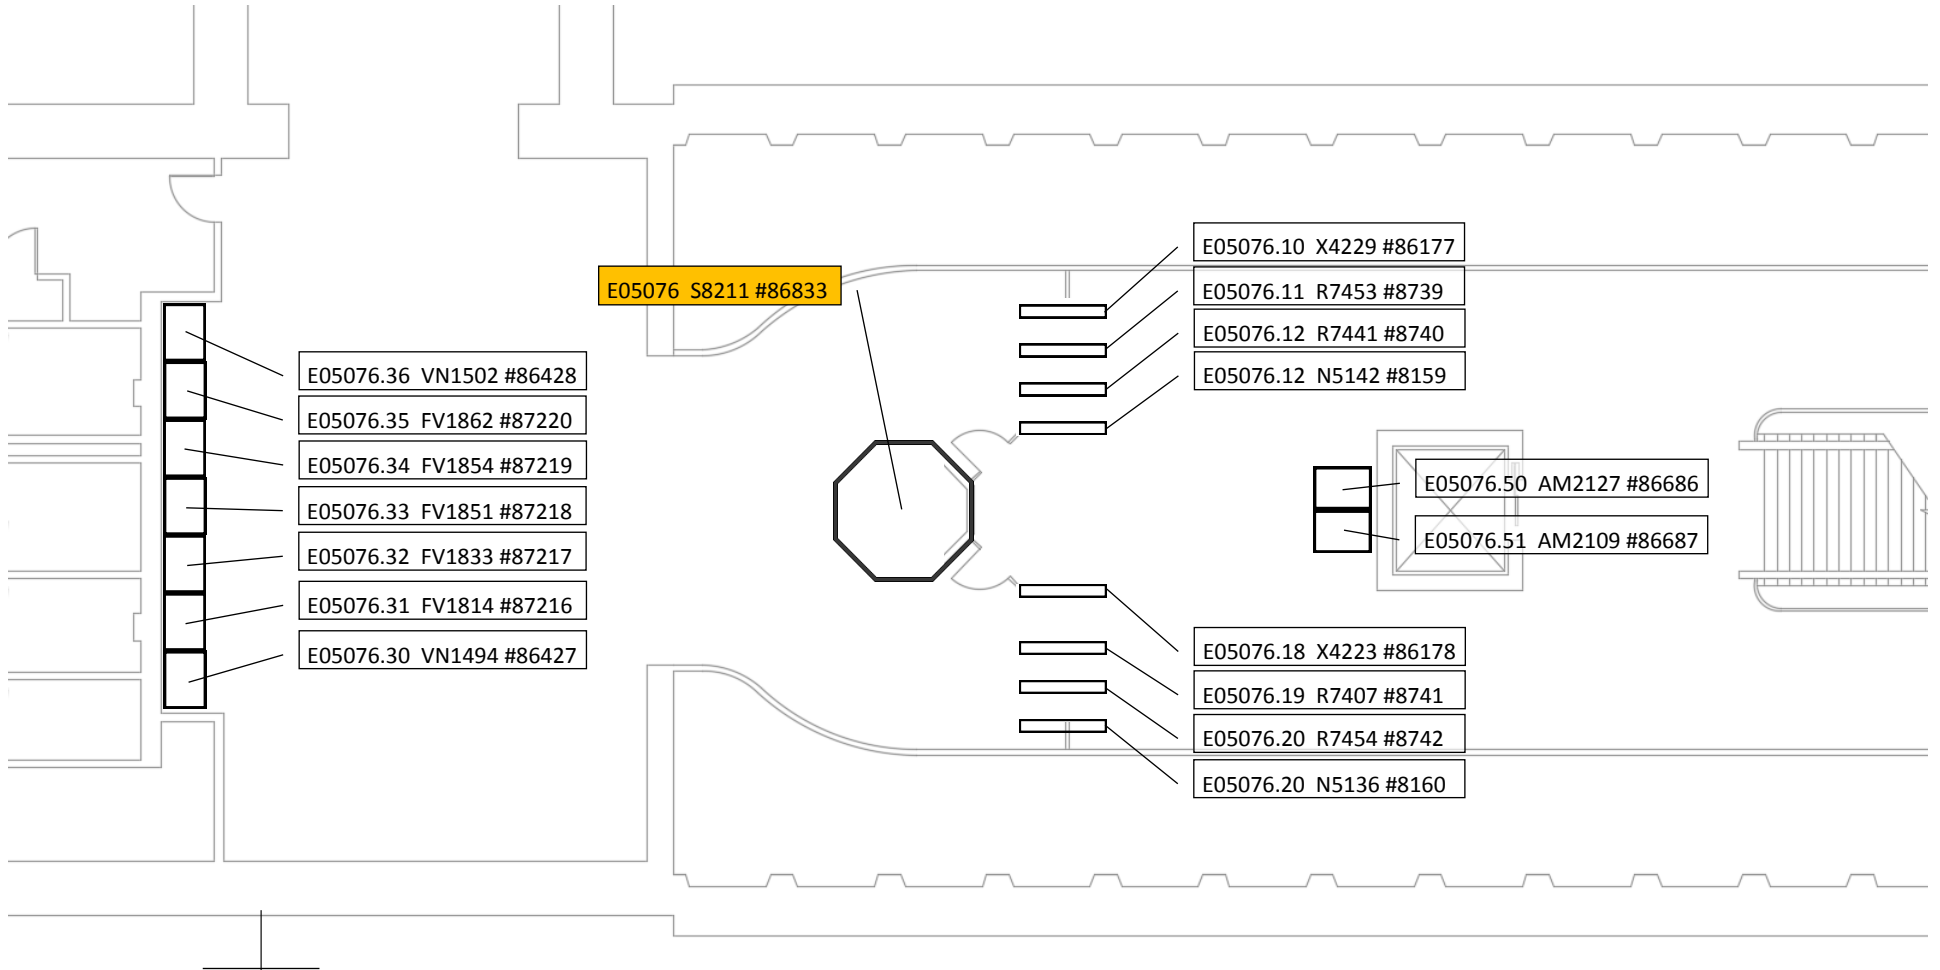 E05076.10 X4229 #86177
E05076 S8211 #86833
E05076.11 R7453 #8739
E05076.12 R7441 #8740
E05076.12 N5142 #8159
E05076.36 VN1502 #86428
E05076.35 FV1862 #87220
E05076.34 FV1854 #87219
E05076.33 FV1851 #87218
E05076.32 FV1833 #87217
E05076.31 FV1814 #87216
E05076.30 VN1494 #86427
E05076.50 AM2127 #86686
E05076.51 AM2109 #86687
E05076.18 X4223 #86178
E05076.19 R7407 #8741
E05076.20 R7454 #8742
E05076.20 N5136 #8160